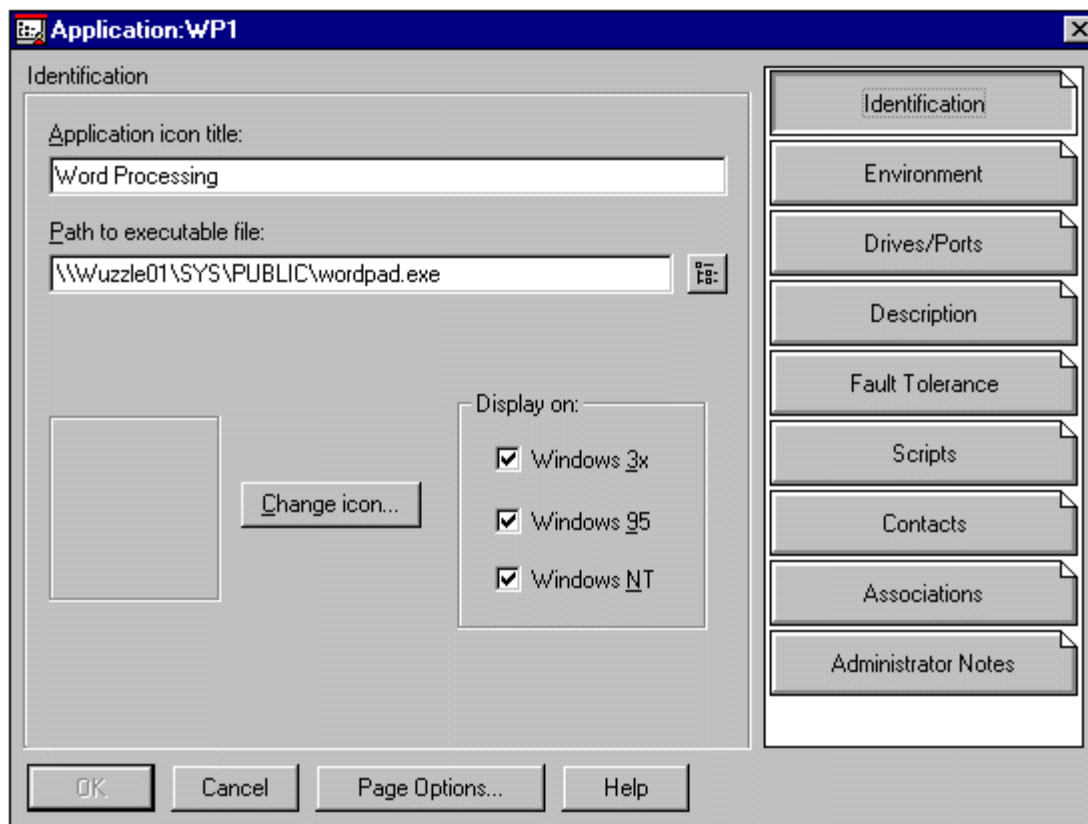 Application:WP1
Identification
Application icon title:
Word Processing
Path to executable file:
\\Wuzzle01\SYS\PUBLIC\wordpad.exe
Change icon...
Display on:
Windows 3x
Windows 95
Windows NT
OK
Cancel
Page Options...
Help
Identification
Environment
Drives/Ports
Description
Fault Tolerance
Scripts
Contacts
Associations
Administrator Notes